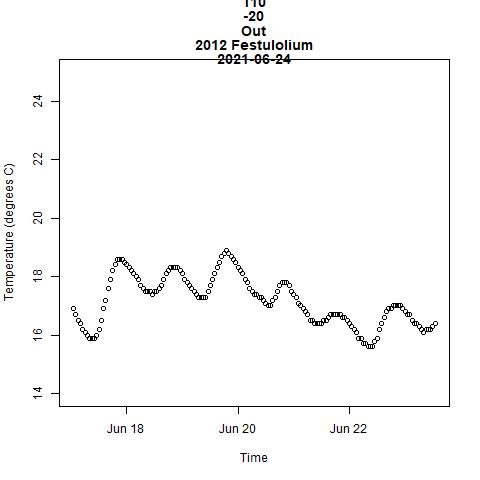 110
-20
Out
2012 Festulolium
2021-06-24
Temperature (degrees C)
24
22
20
18
16
14
Jun 18 Jun 20 Jun 22
Time